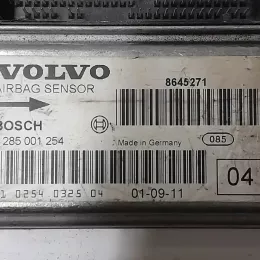 VOLVO
AIRBAG SENSOR
8645271
BOSCH
285 001 254
Made in Germany
085
04
0254 0325 04
01-09-11